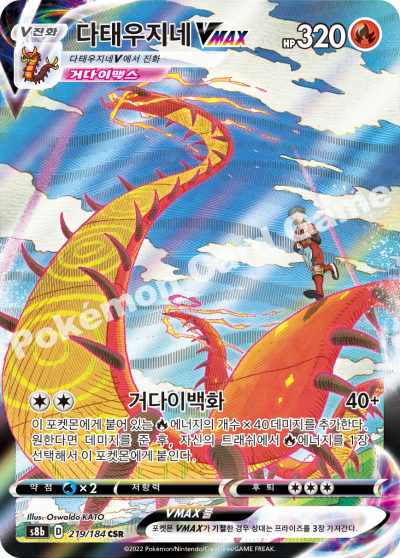 V진화
다태우지네 VMAX
HP 320
다태우지네V에서 진화
거다이맥스
Pokémon Card Game
거다이백화 40+
이 포켓몬에게 붙어 있는 에너지의 개수 × 40데미지를 추가한다.
원한다면 데미지를 준 후, 자신의 트래쉬에서 에너지를 1장
선택해서 이 포켓몬에게 붙인다.
약점 ×2 저항력
후퇴
VMAX 룰
Illus. Oswaldo KATO
포켓몬 VMAX가 기절한 경우 상대는 프라이즈를 3장 가져간다.
s8b D 219/184 CSR
©2022 Pokémon/Nintendo/Creatures/GAME FREAK.